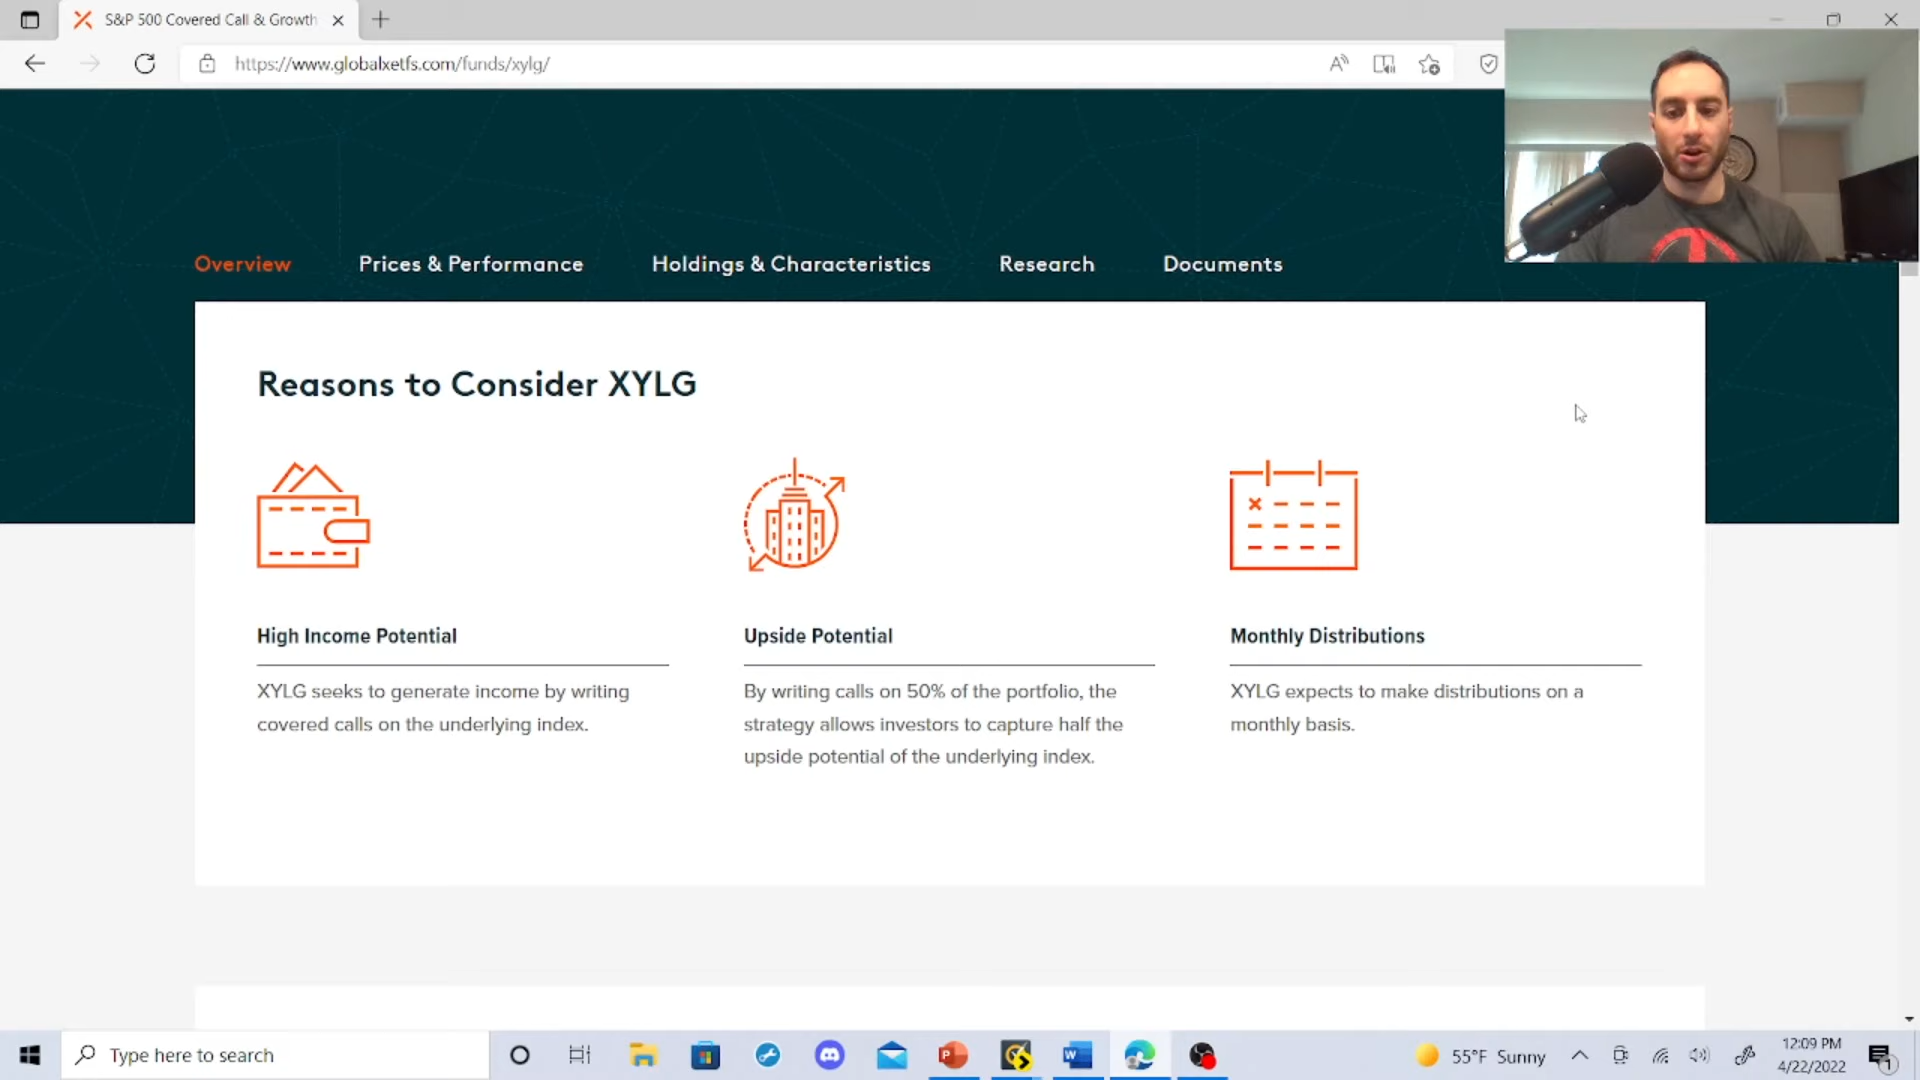 S&P 500 Covered Call & Growth
https://www.globalxetfs.com/funds/xylg/
Overview
Prices & Performance
Holdings & Characteristics
Research
Documents
Reasons to Consider XYLG
High Income Potential
XYLG seeks to generate income by writing
covered calls on the underlying index.
Upside Potential
By writing calls on 50% of the portfolio, the
strategy allows investors to capture half the
upside potential of the underlying index.
Monthly Distributions
XYLG expects to make distributions on a
monthly basis.
Type here to search
55°F Sunny
12:09 PM
4/22/2022
1